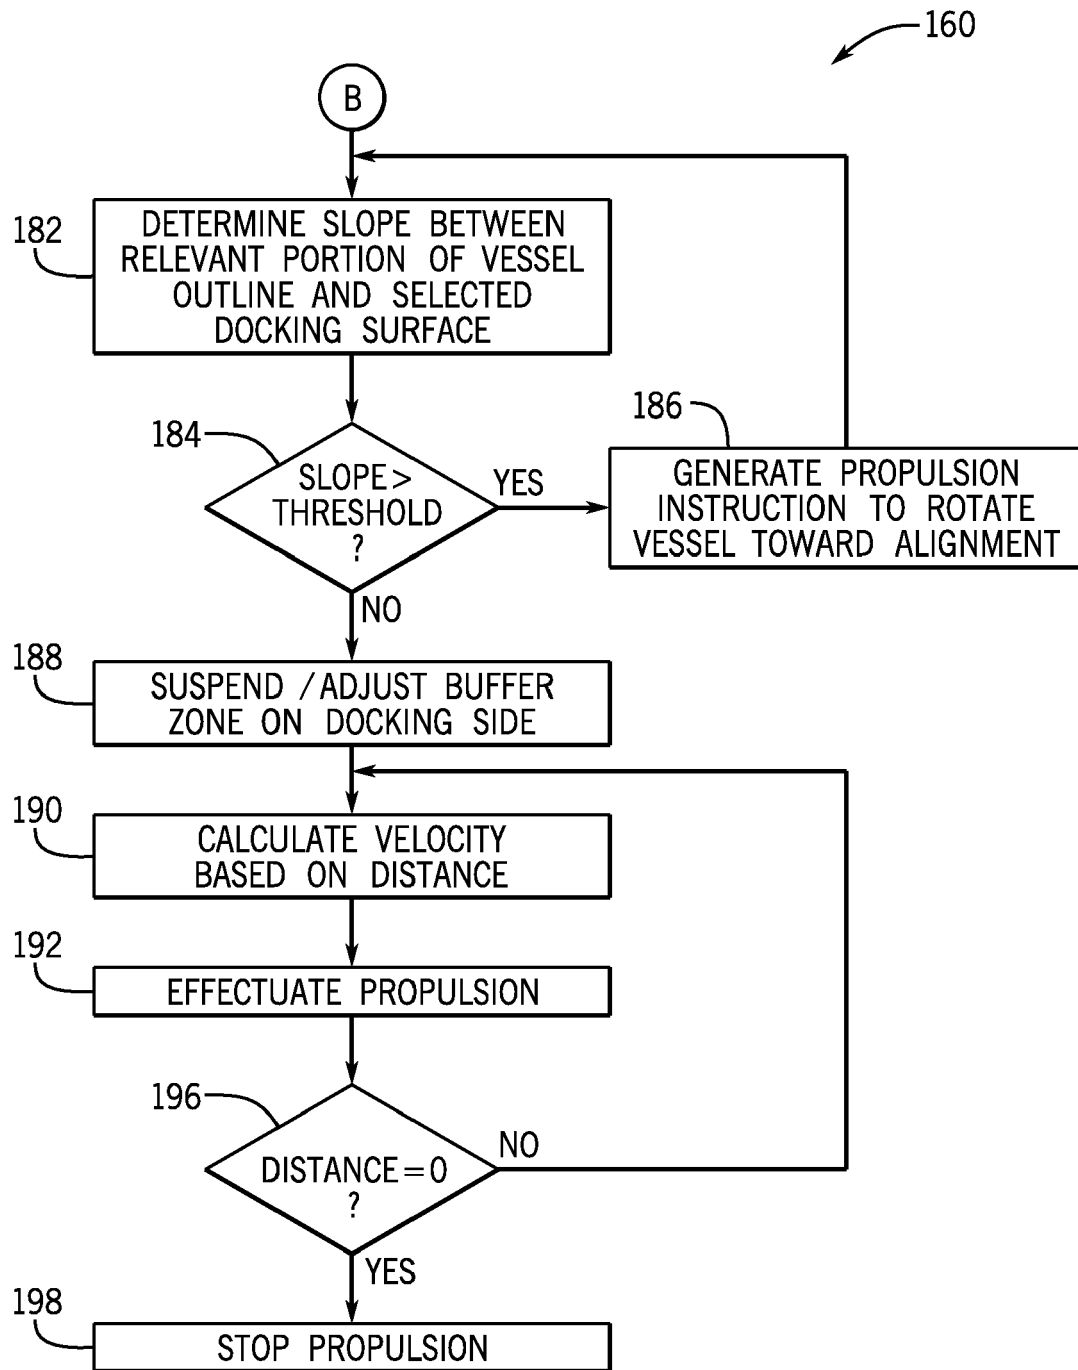 160
B
182
DETERMINE SLOPE BETWEEN
RELEVANT PORTION OF VESSEL
OUTLINE AND SELECTED
DOCKING SURFACE
184
SLOPE>
THRESHOLD
?
YES
186
GENERATE PROPULSION
INSTRUCTION TO ROTATE
VESSEL TOWARD ALIGNMENT
NO
188
SUSPEND /ADJUST BUFFER
ZONE ON DOCKING SIDE
190
CALCULATE VELOCITY
BASED ON DISTANCE
192
EFFECTUATE PROPULSION
196
DISTANCE=0
?
NO
YES
198
STOP PROPULSION